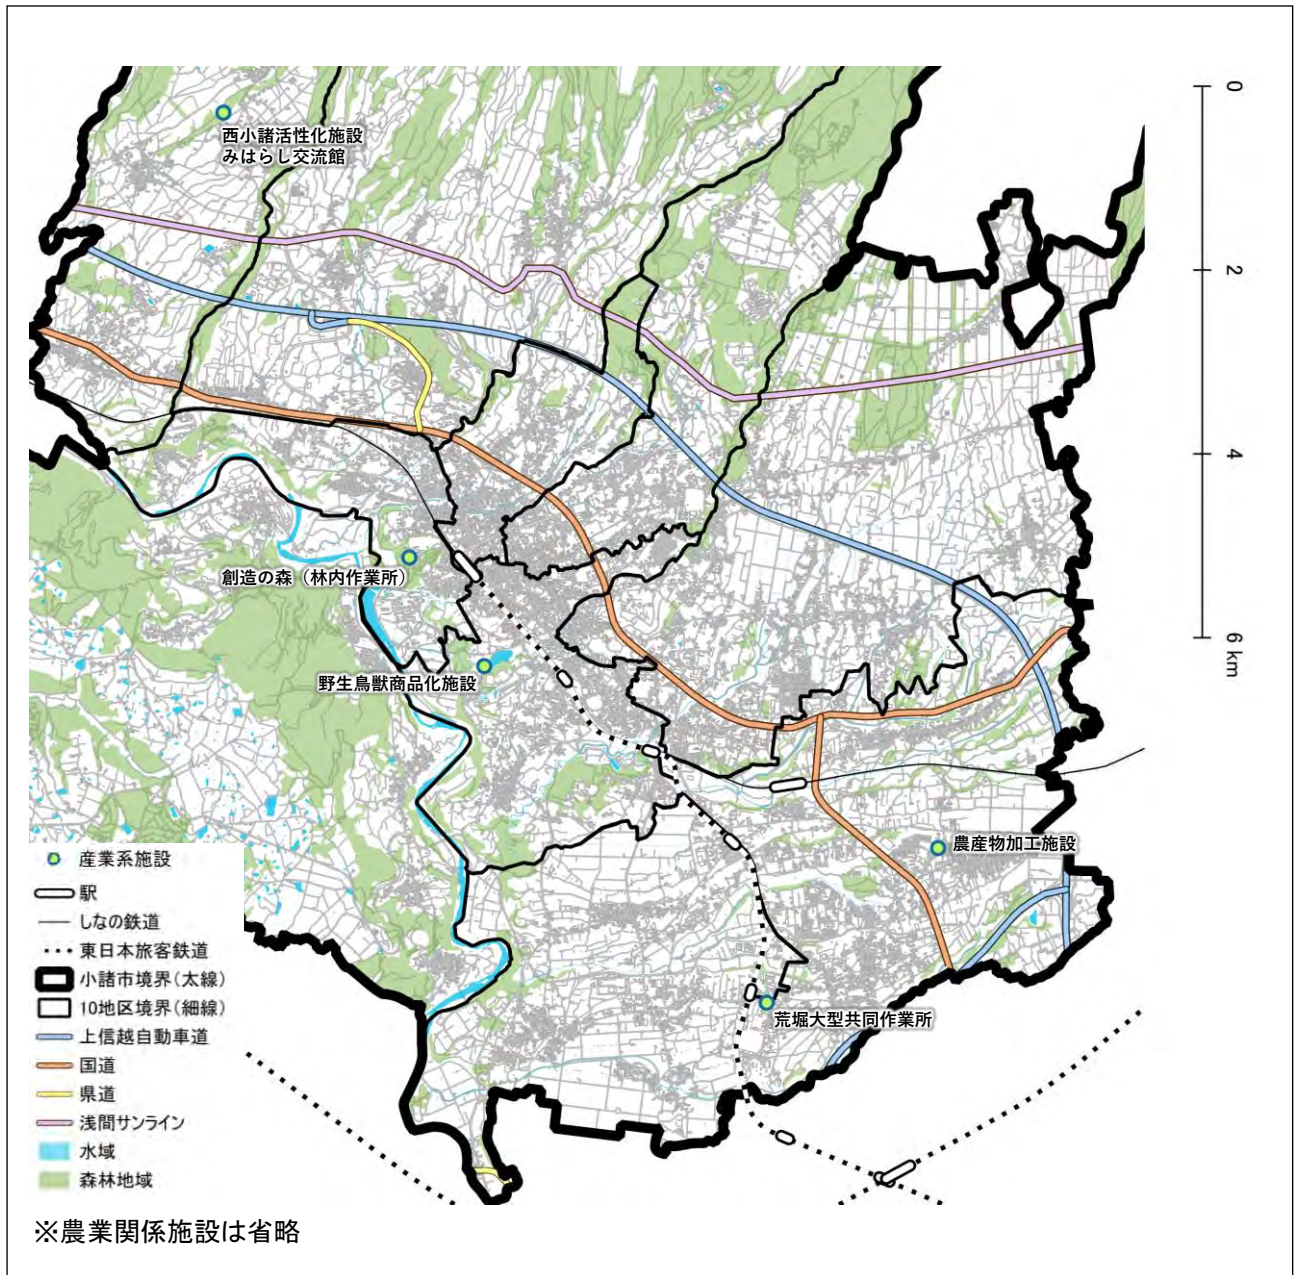 西小諸活性化施設
みはらし交流館
創造の森（林内作業所）
野生鳥獣商品化施設
農産物加工施設
荒堀大型共同作業所
0
2
4
6 km
産業系施設
駅
しなの鉄道
東日本旅客鉄道
小諸市境界(太線)
10地区境界(細線)
上信越自動車道
国道
県道
浅間サンライン
水域
森林地域
※農業関係施設は省略